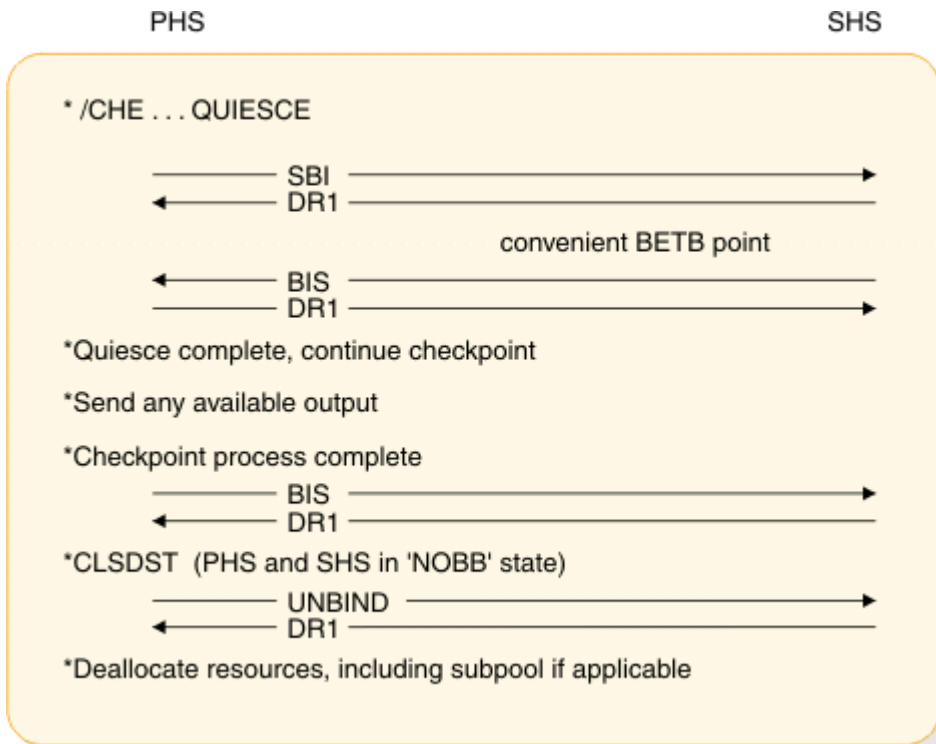 PHS SHS
* /CHE . . . QUIESCE
SBI
DR1
convenient BETB point
BIS
DR1
*Quiesce complete, continue checkpoint
*Send any available output
*Checkpoint process complete
BIS
DR1
*CLSDST (PHS and SHS in 'NOBB' state)
UNBIND
DR1
*Deallocate resources, including subpool if applicable